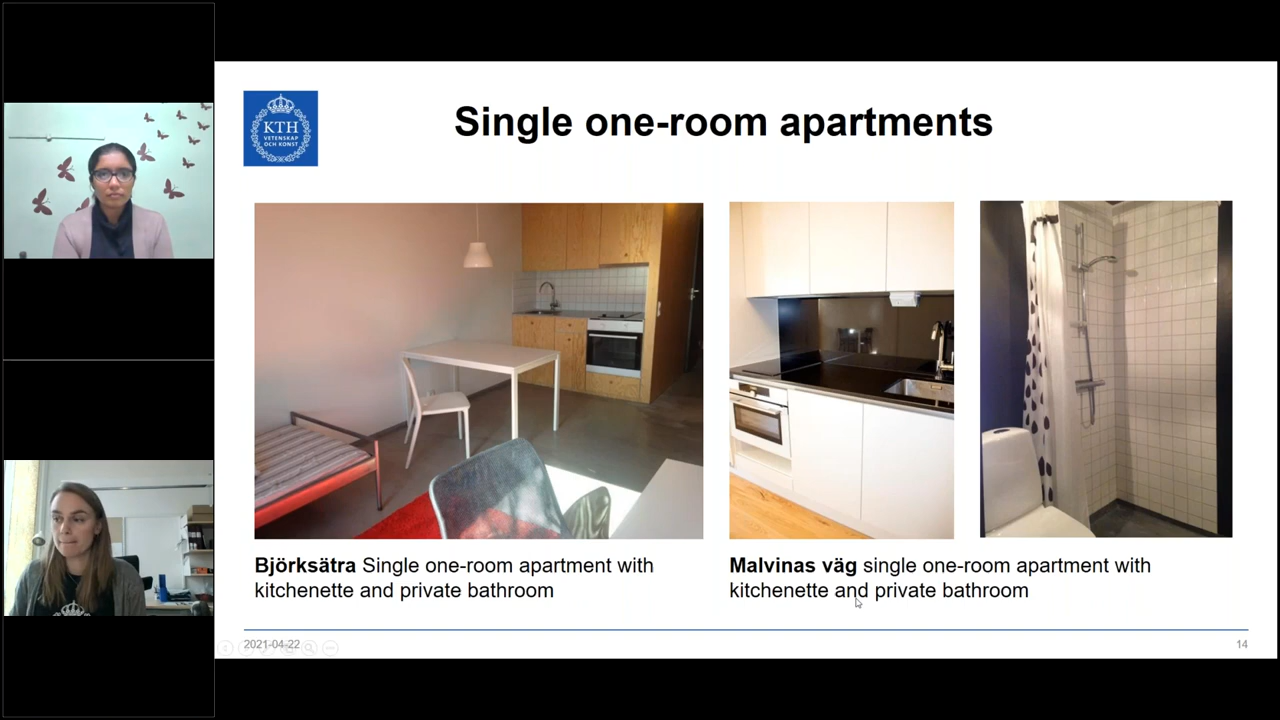 KTH
VETENSKAP
OCH KONST
Single one-room apartments
Björksätra Single one-room apartment with
kitchenette and private bathroom
Malvinas väg single one-room apartment with
kitchenette and private bathroom
2021-04-22
14